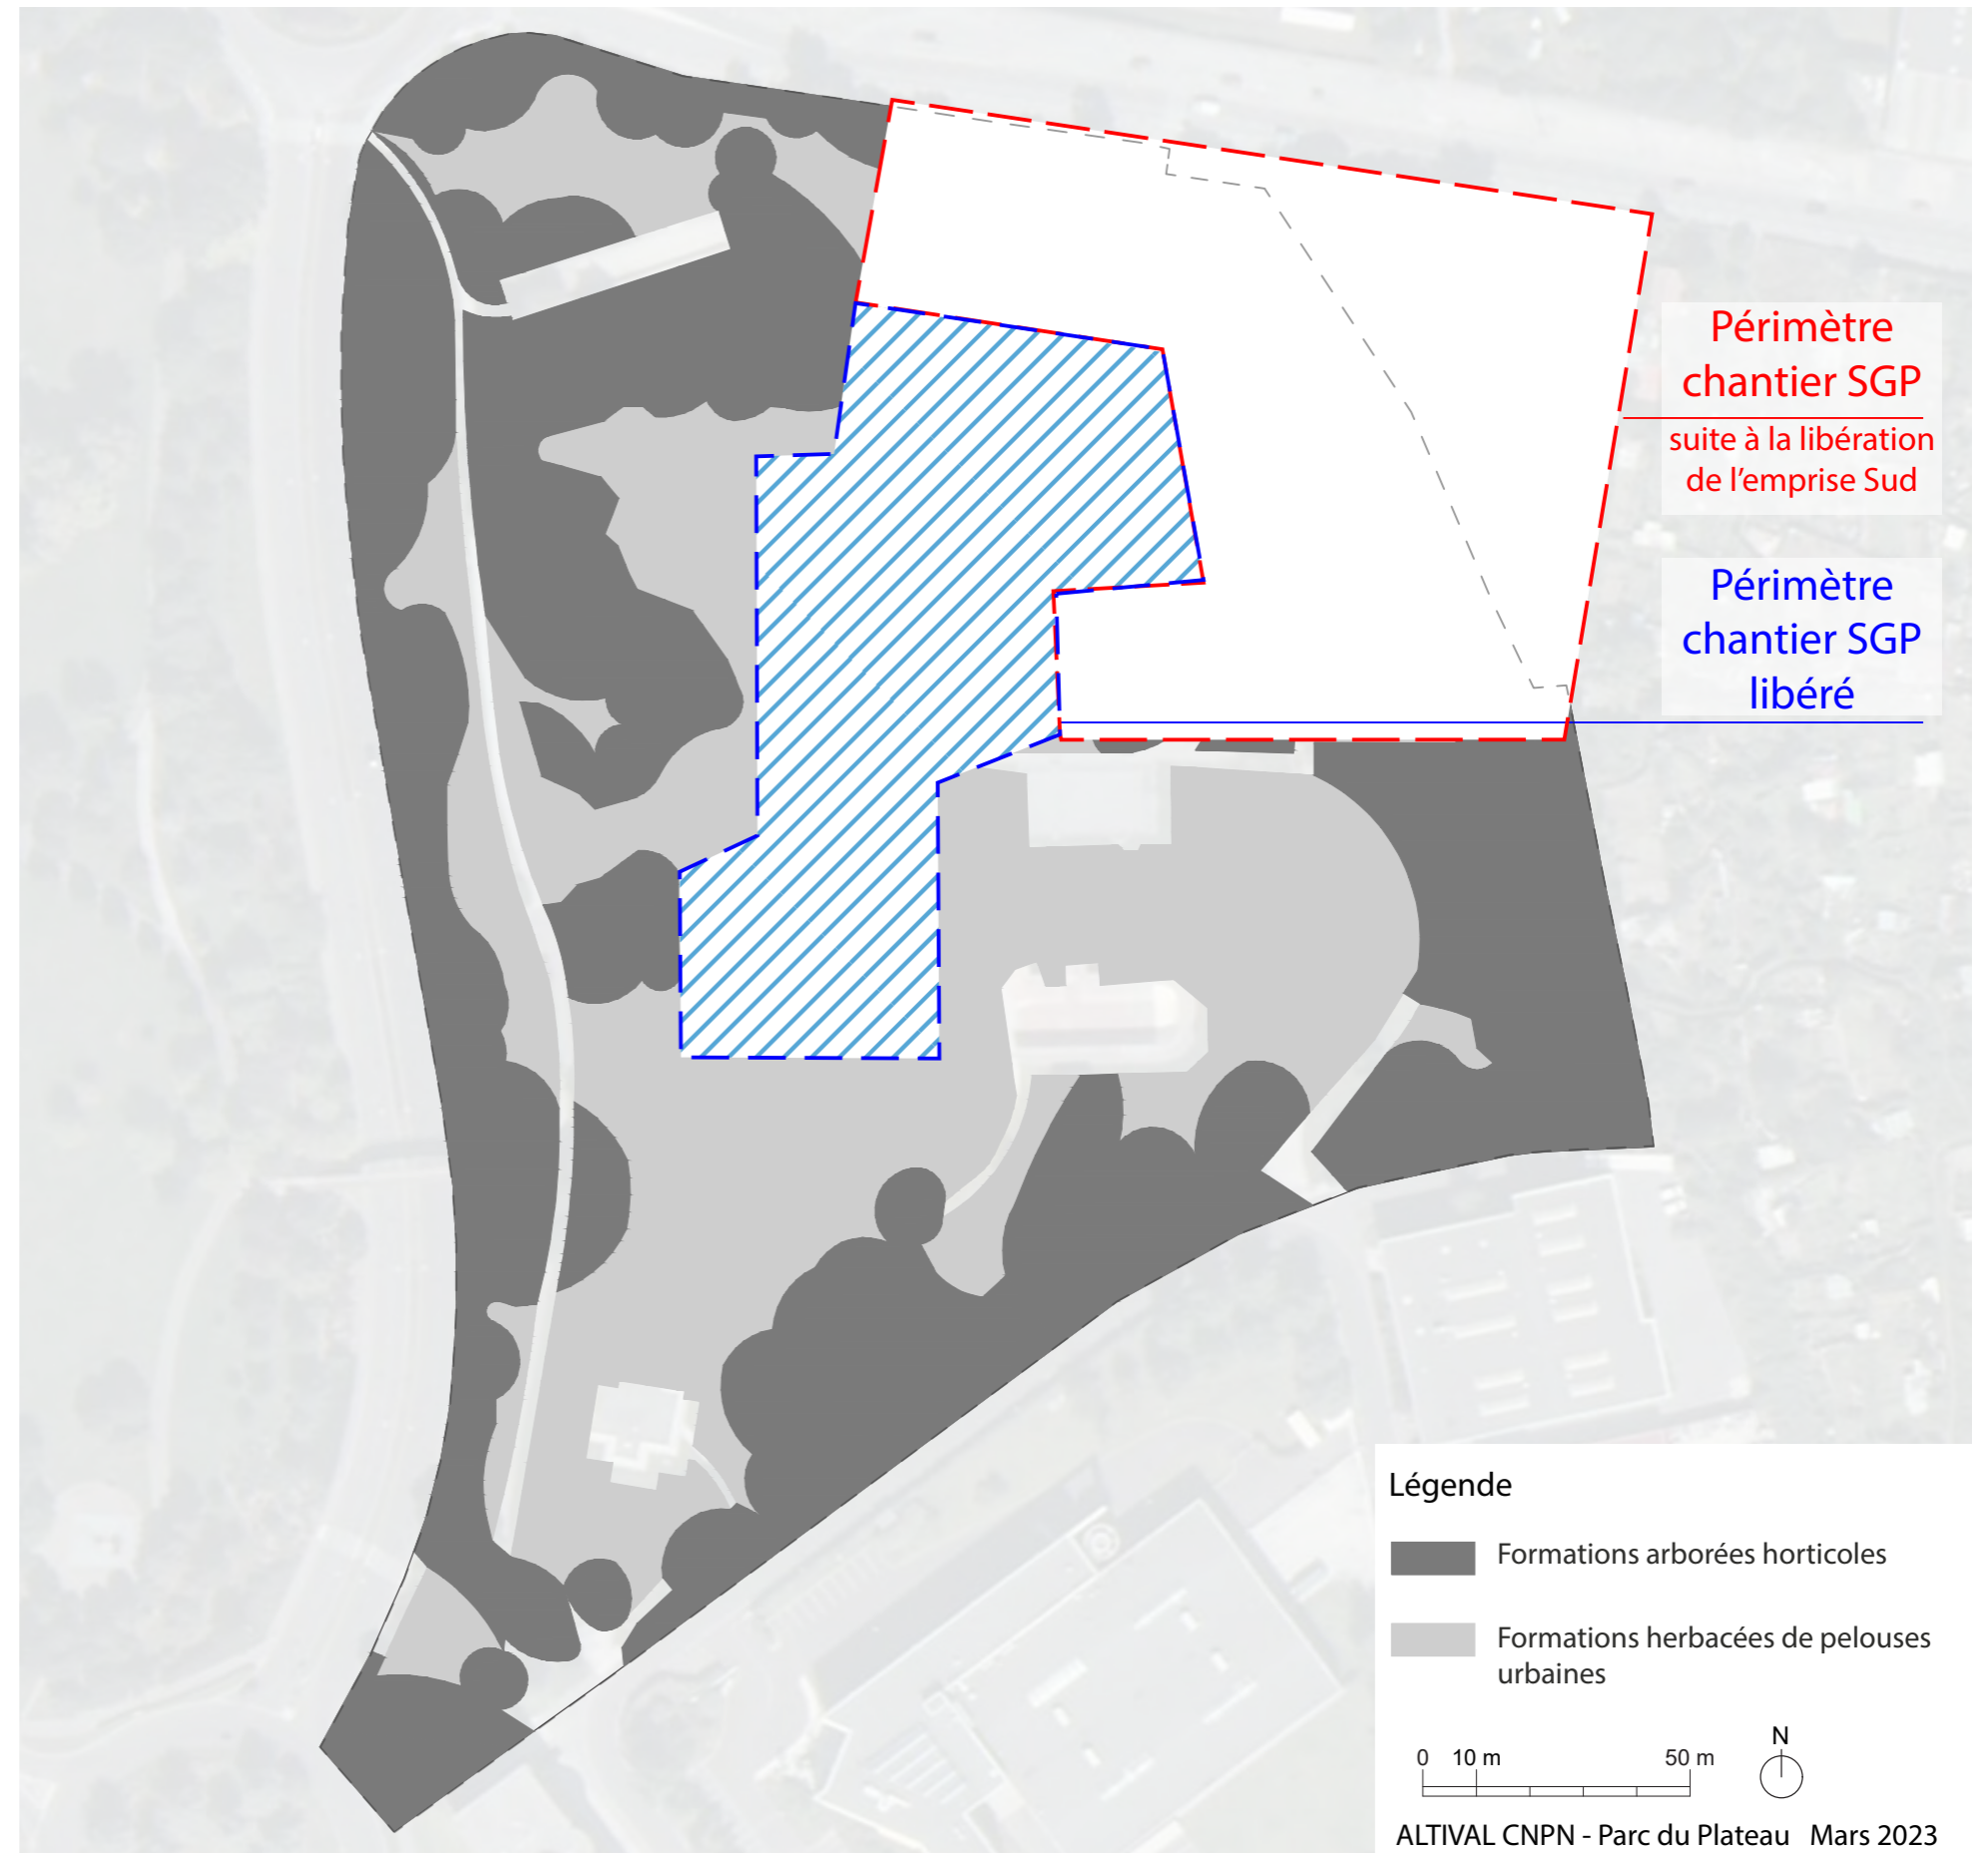 Périmètre
chantier SGP
suite à la libération
de l’emprise Sud
Périmètre
chantier SGP
libéré
Légende
Formations arborées horticoles
Formations herbacées de pelouses
urbaines
0 10 m 50 m
N
ALTIVAL CNPN - Parc du Plateau Mars 2023